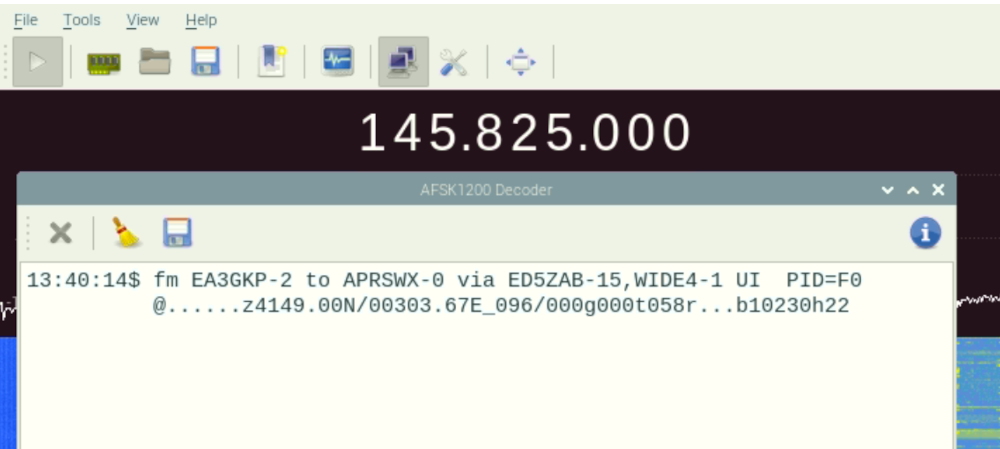 File Tools View Help
145.825.000
AFSK1200 Decoder
13:40:14$ fm EA3GKP-2 to APRSWX-0 via ED5ZAB-15,WIDE4-1 UI  PID=F0
@......z4149.00N/00303.67E_096/000g000t058r...b10230h22